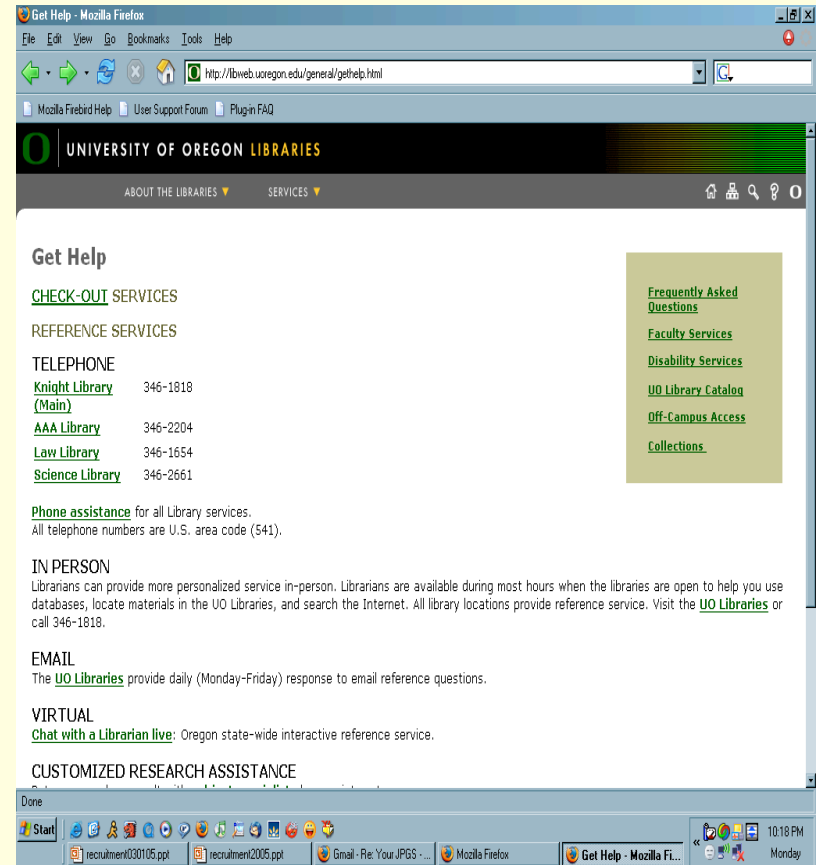 Get Help - Mozilla Firefox
File Edit View Go Bookmarks Tools Help
http://libweb.uoregon.edu/general/gethelp.html
G
Mozilla Firebird Help User Support Forum Plug-in FAQ
O UNIVERSITY OF OREGON LIBRARIES
ABOUT THE LIBRARIES SERVICES
O
Get Help
CHECK-OUT SERVICES
REFERENCE SERVICES
TELEPHONE
Knight Library 346-1818
(Main)
AAA Library 346-2204
Law Library 346-1654
Science Library 346-2661
Phone assistance for all Library services.
All telephone numbers are U.S. area code (541).
Frequently Asked
Questions
Faculty Services
Disability Services
UO Library Catalog
Off-Campus Access
Collections
IN PERSON
Librarians can provide more personalized service in-person. Librarians are available during most hours when the libraries are open to help you use
databases, locate materials in the UO Libraries, and search the Internet. All library locations provide reference service. Visit the UO Libraries or
call 346-1818.
EMAIL
The UO Libraries provide daily (Monday-Friday) response to email reference questions.
VIRTUAL
Chat with a Librarian live: Oregon state-wide interactive reference service.
CUSTOMIZED RESEARCH ASSISTANCE
Done
Start 10:18 PM
recruitment030105.ppt recruitment2005.ppt Gmail - Re: Your JPGS - ... Mozilla Firefox Get Help - Mozilla Fi... Monday